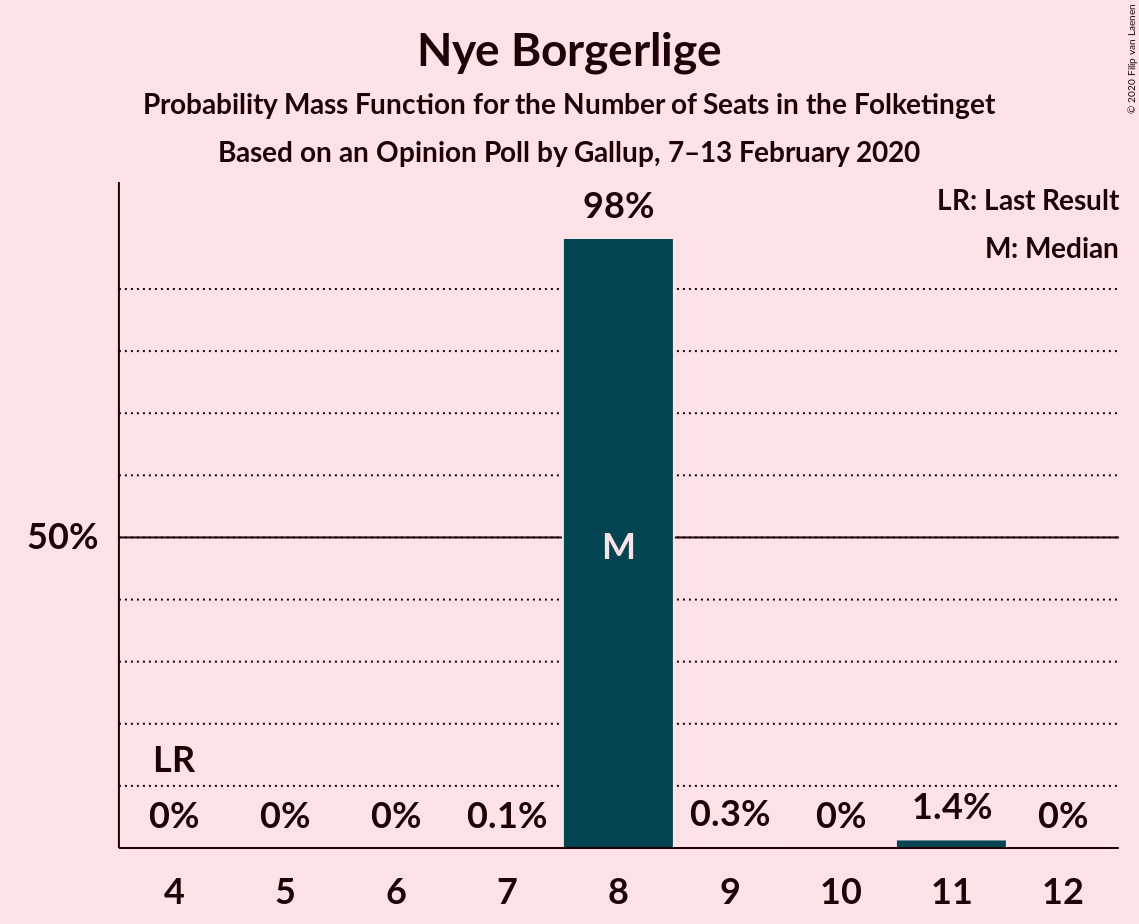 Nye Borgerlige
Probability Mass Function for the Number of Seats in the Folketinget
Based on an Opinion Poll by Gallup, 7–13 February 2020
© 2020 Filip van Laenen
LR: Last Result
M: Median
98%
50%
M
LR
0% 0% 0% 0.1% 0.3% 0% 1.4% 0%
4 5 6 7 8 9 10 11 12